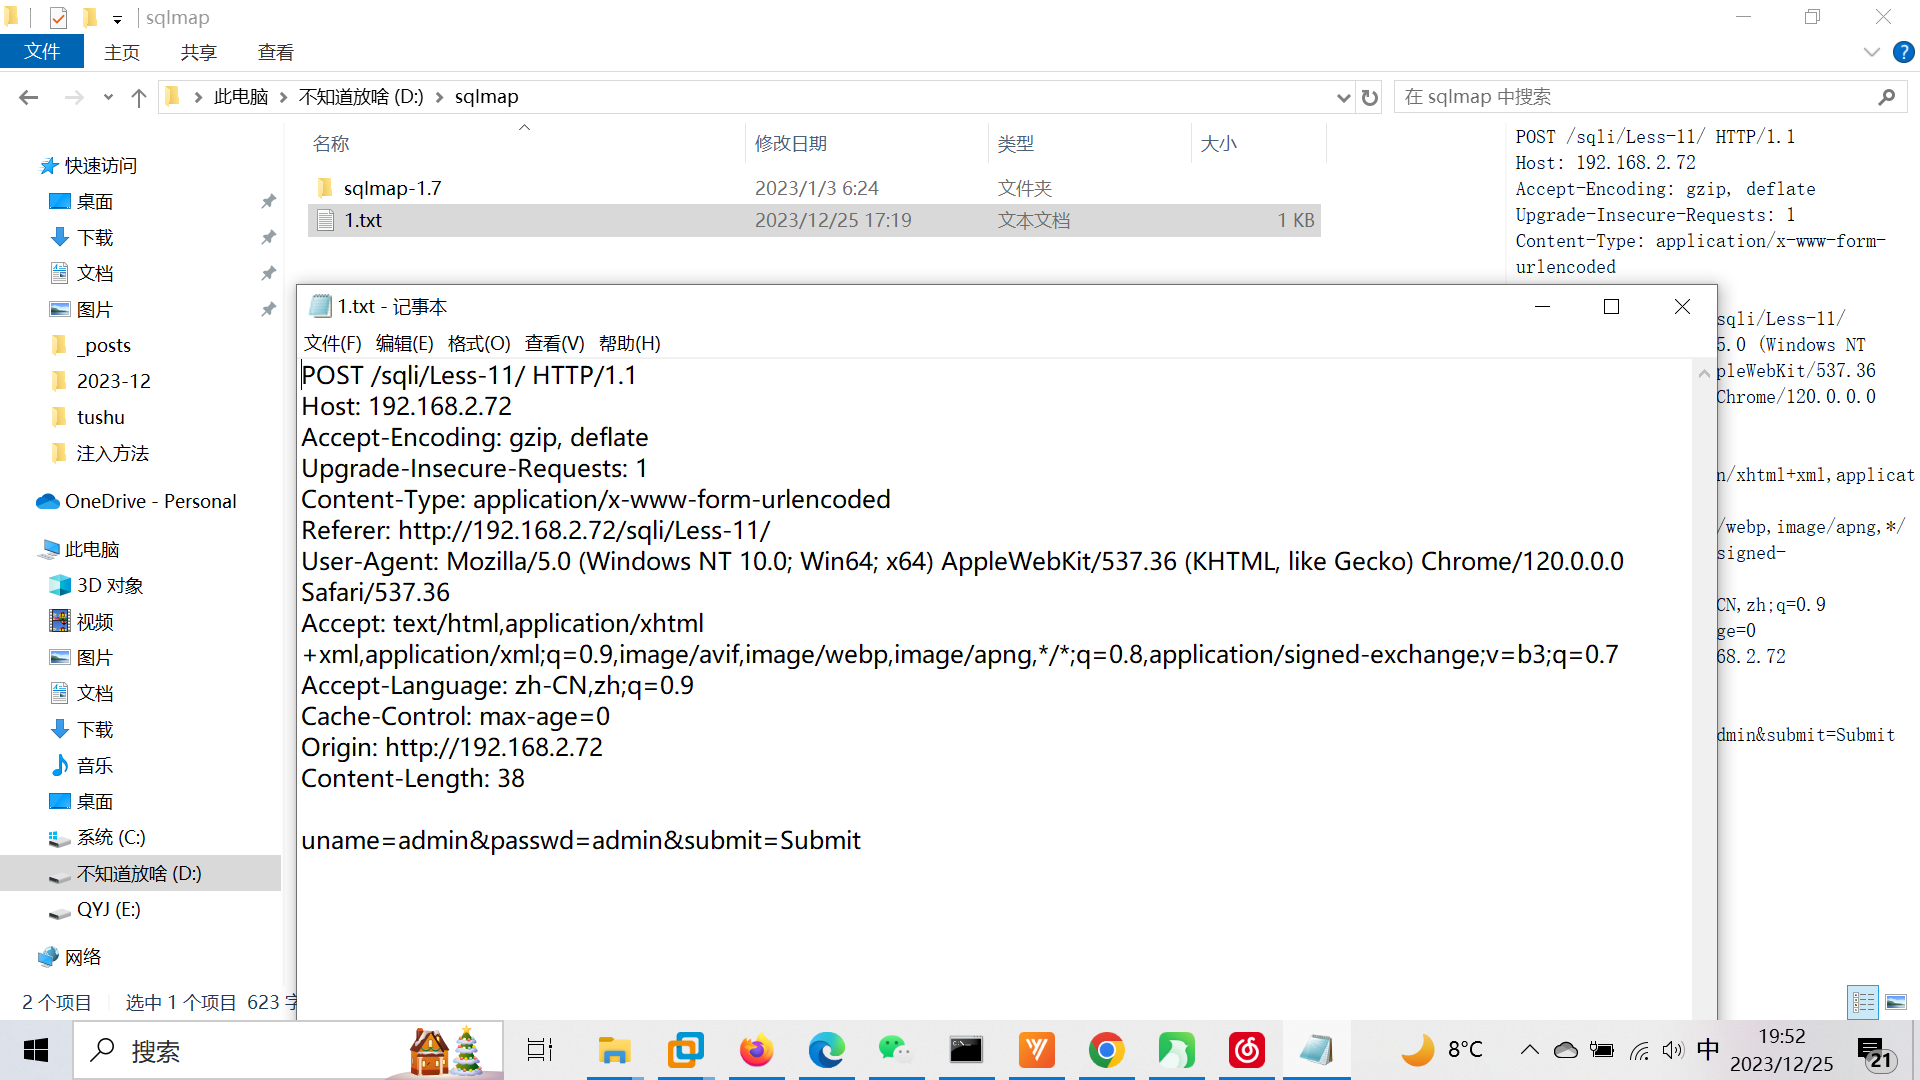 sqlmap
文件
主页
共享
查看
此电脑
不知道放啥 (D:)
sqlmap
在 sqlmap 中搜索
名称
修改日期
类型
大小
sqlmap-1.7
2023/1/3 6:24
文件夹
1.txt
2023/12/25 17:19
文本文档
1 KB
快速访问
桌面
下载
文档
图片
_posts
2023-12
tushu
注入方法
OneDrive - Personal
此电脑
3D 对象
视频
图片
文档
下载
音乐
桌面
系统 (C:)
不知道放啥 (D:)
QYJ (E:)
网络
2 个项目
选中 1 个项目 623 字
POST /sqli/Less-11/ HTTP/1.1
Host: 192.168.2.72
Accept-Encoding: gzip, deflate
Upgrade-Insecure-Requests: 1
Content-Type: application/x-www-form-
urlencoded
sqli/Less-11/
5.0 (Windows NT
pleWebKit/537.36
Chrome/120.0.0.0
n/xhtml+xml,applicat
/webp,image/apng,*/
signed-
CN,zh;q=0.9
ge=0
68.2.72
dmin&submit=Submit
1.txt - 记事本
文件(F)
编辑(E)
格式(O)
查看(V)
帮助(H)
POST /sqli/Less-11/ HTTP/1.1
Host: 192.168.2.72
Accept-Encoding: gzip, deflate
Upgrade-Insecure-Requests: 1
Content-Type: application/x-www-form-urlencoded
Referer: http://192.168.2.72/sqli/Less-11/
User-Agent: Mozilla/5.0 (Windows NT 10.0; Win64; x64) AppleWebKit/537.36 (KHTML, like Gecko) Chrome/120.0.0.0
Safari/537.36
Accept: text/html,application/xhtml
+xml,application/xml;q=0.9,image/avif,image/webp,image/apng,*/*;q=0.8,application/signed-exchange;v=b3;q=0.7
Accept-Language: zh-CN,zh;q=0.9
Cache-Control: max-age=0
Origin: http://192.168.2.72
Content-Length: 38
uname=admin&passwd=admin&submit=Submit
搜索
8°C
中
19:52
2023/12/25
21